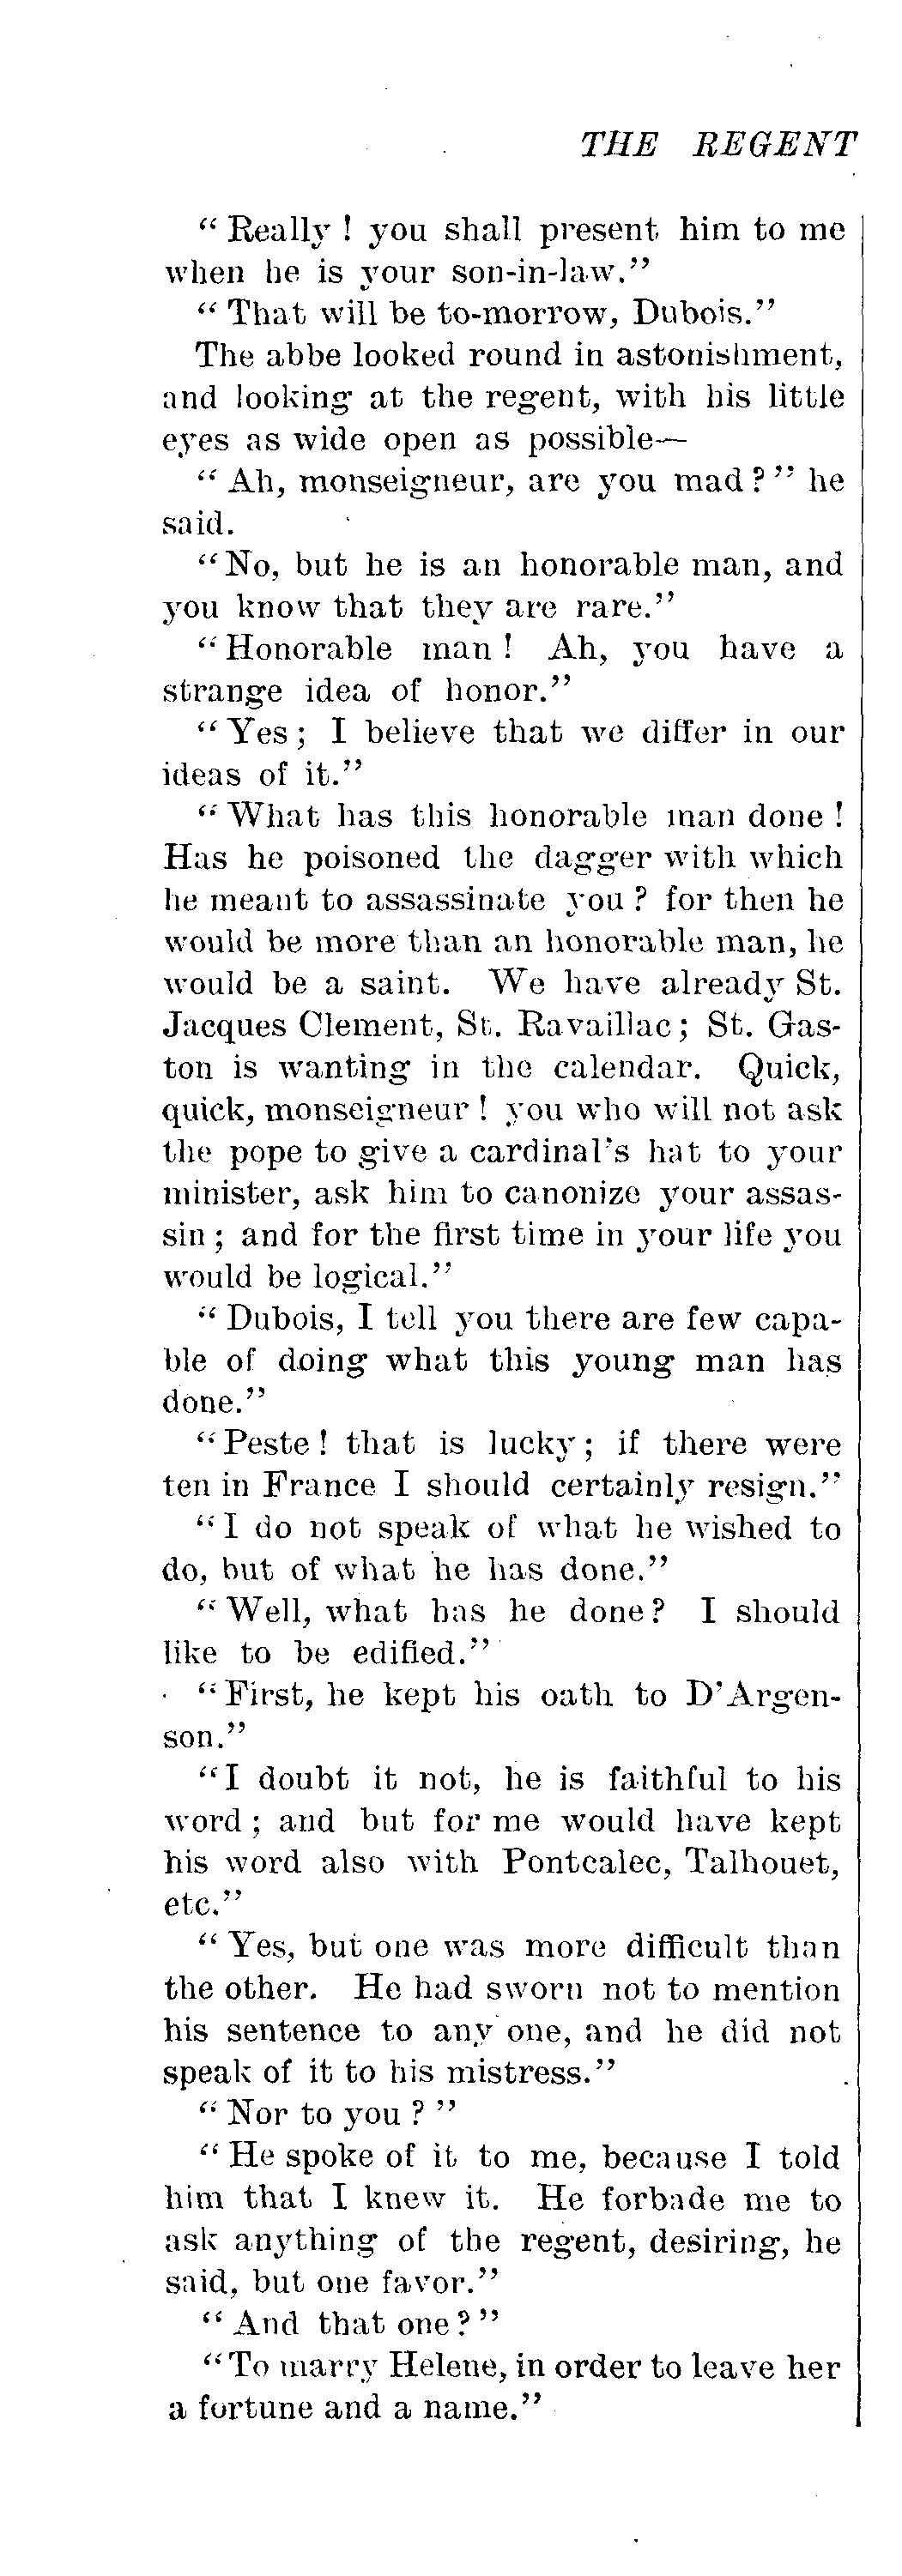 THE REGENT
“ Really ! you shall present him to me
when he is your son-in-law.”
“ That will be to-morrow, Dubois.”
The abbe looked round in astonishment,
and looking at the regent, with his little
eyes as wide open as possible—
“ Ah, monseigneur, are you mad ? ” he
said.
“ No, but he is an honorable man, and
you know that they are rare.”
“ Honorable man ! Ah, you have a
strange idea of honor.”
“ Yes ; I believe that we differ in our
ideas of it.”
“ What has this honorable man done !
Has he poisoned the dagger with which
he meant to assassinate you ? for then he
would be more than an honorable man, he
would be a saint. We have already St.
Jacques Clement, St. Ravaillac ; St. Gas-
ton is wanting in the calendar. Quick,
quick, monseigneur ! you who will not ask
the pope to give a cardinal's hat to your
minister, ask him to canonize your assas-
sin ; and for the first time in your life you
would be logical.”
“ Dubois, I tell you there are few capa-
ble of doing what this young man has
done.”
“ Peste ! that is lucky ; if there were
ten in France I should certainly resign.”
“ I do not speak of what he wished to
do, but of what he has done.”
“ Well, what has he done? I should
like to be edified.”
“ First, he kept his oath to D'Argen-
son.”
“ I doubt it not, he is faithful to his
word ; and but for me would have kept
his word also with Pontcalec, Talhouet,
etc.”
“ Yes, but one was more difficult than
the other. He had sworn not to mention
his sentence to any one, and he did not
speak of it to his mistress.”
“ Nor to you ? ”
“ He spoke of it to me, because I told
him that I knew it. He forbade me to
ask anything of the regent, desiring, he
said, but one favor.”
“ And that one ? ”
“ To marry Helene, in order to leave her
a fortune and a name.”